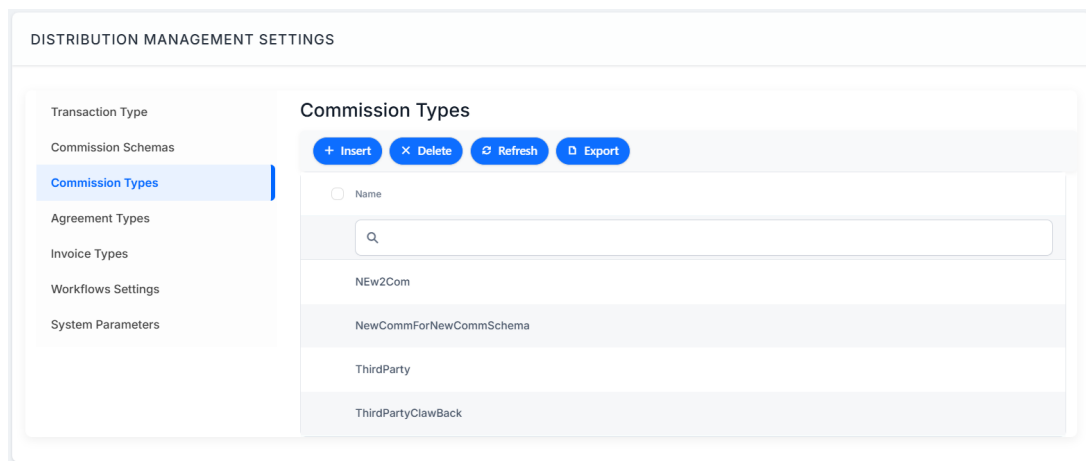 DISTRIBUTION MANAGEMENT SETTINGS
Transaction Type
Commission Schemas
Commission Types
Agreement Types
Invoice Types
Workflows Settings
System Parameters
Commission Types
Insert Delete Refresh Export
Name
NEw2Com
NewCommForNewCommSchema
ThirdParty
ThirdPartyClawBack